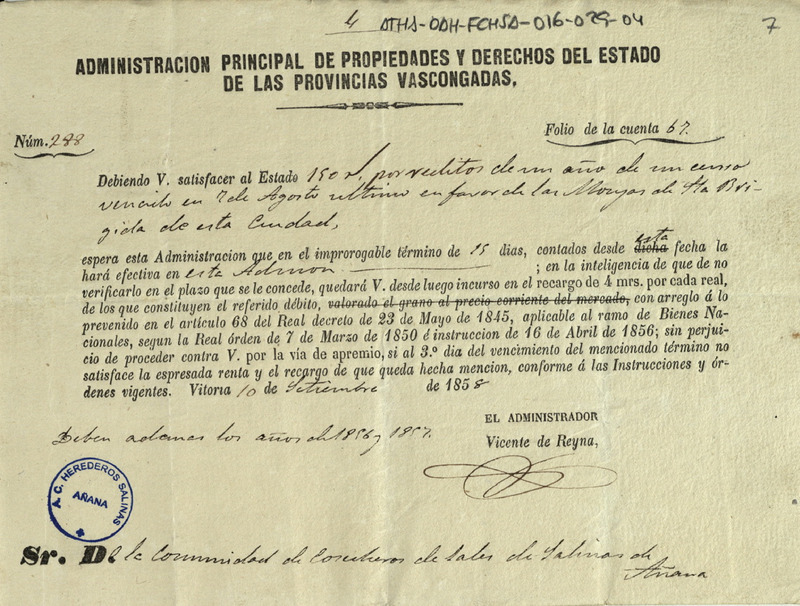 4 ATHA-DAH-FCHSA-016-029-04
7
ADMINISTRACION PRINCIPAL DE PROPIEDADES Y DERECHOS DEL ESTADO
DE LAS PROVINCIAS VASCONGADAS.
Núm. 288
Folio de la cuenta 67.
Debiendo V. satisfacer al Estado 150 r. por reditos de un año de un censo
vencido en 7 de Agosto ultimo en favor de las Monjas de Sta Bri-
gida de esta Ciudad,
espera esta Administracion que en el improrogable término de 15 dias, contados desde dicha esta fecha la
hará efectiva en esta Admon ; en la inteligencia de que de no
verificarlo en el plazo que se le concede, quedará V. desde luego incurso en el recargo de 4 mrs. por cada real,
de los que constituyen el referido débito, valorado el grano al precio corriente del mercado, con arreglo á lo
prevenido en el artículo 68 del Real decreto de 23 de Mayo de 1845, aplicable al ramo de Bienes Na-
cionales, segun la Real órden de 7 de Marzo de 1850 é instruccion de 16 de Abril de 1856; sin perjui-
cio de proceder contra V. por la vía de apremio, si al 3.º dia del vencimiento del mencionado término no
satisface la espresada renta y el recargo de que queda hecha mencion, conforme á las Instrucciones y ór-
denes vigentes. Vitoria 10 de Setiembre de 1858
EL ADMINISTRADOR
Vicente de Reyna,
Deben ademas los años de 1856 y 1857.
A. C. HEREDEROS SALINAS
AÑANA
Sr. D. de la Comunidad de Cosecheros de Sales de Salinas de
Añana